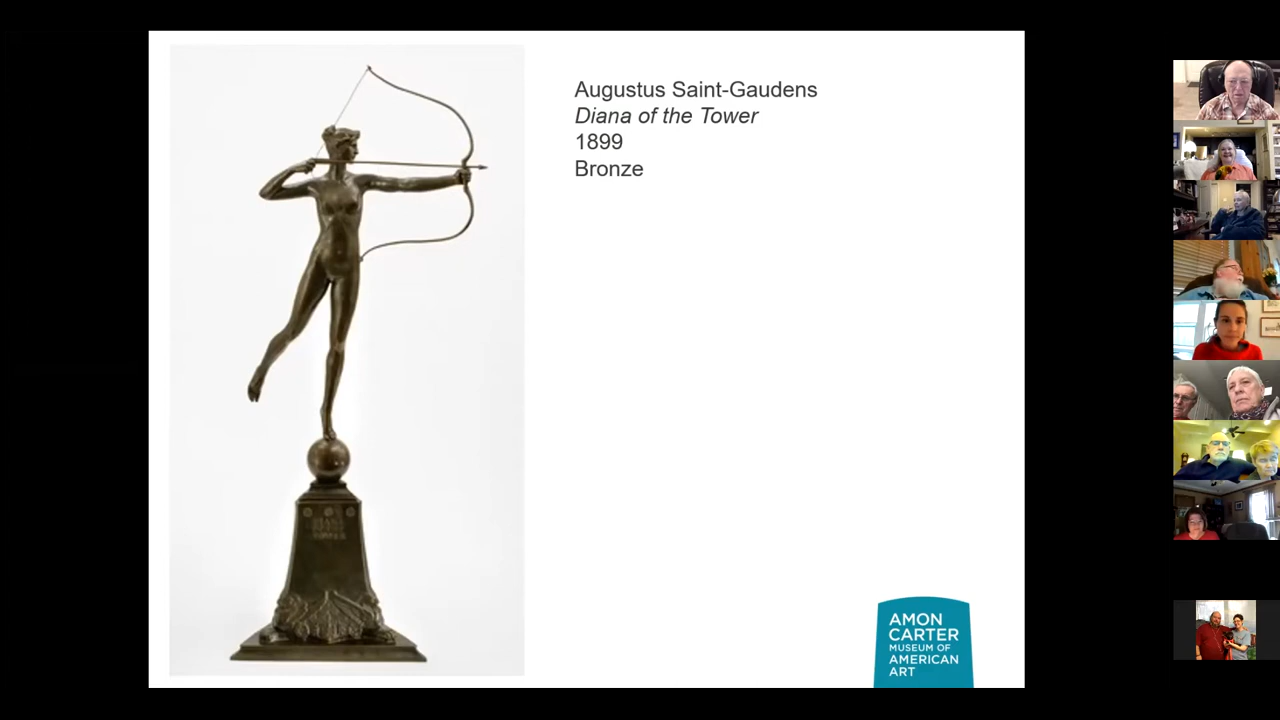 Augustus Saint-Gaudens
Diana of the Tower
1899
Bronze
AMON
CARTER
MUSEUM OF
AMERICAN
ART